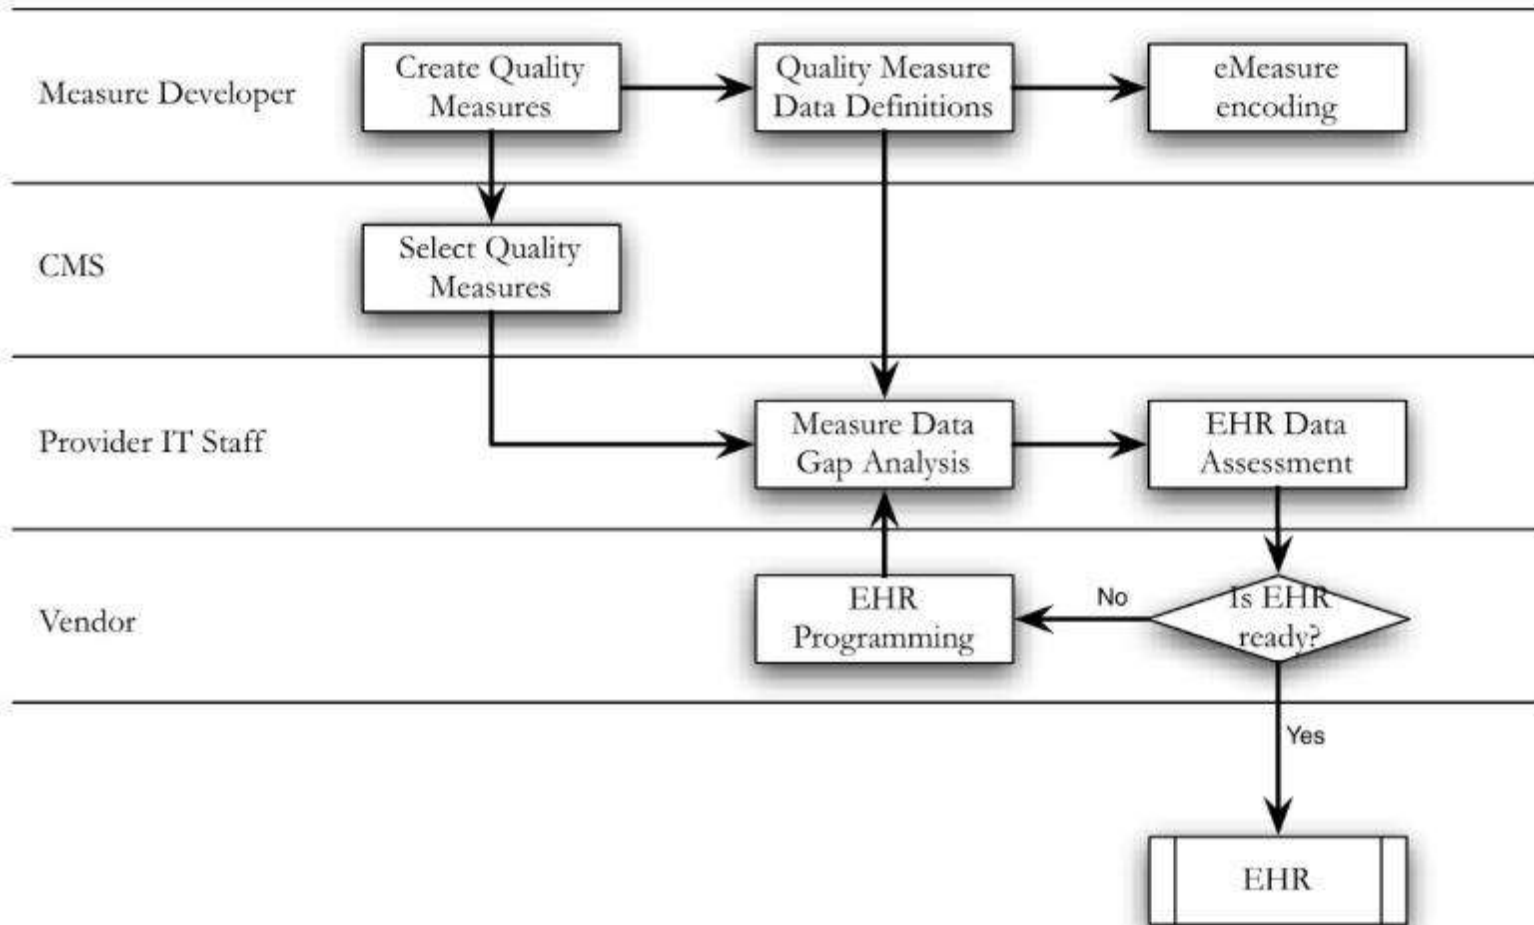 Measure Developer
Create Quality
Measures
Quality Measure
Data Definitions
eMeasure
encoding
CMS
Select Quality
Measures
Provider IT Staff
Measure Data
Gap Analysis
EHR Data
Assessment
Vendor
EHR
Programming
No
Is EHR
ready?
Yes
EHR